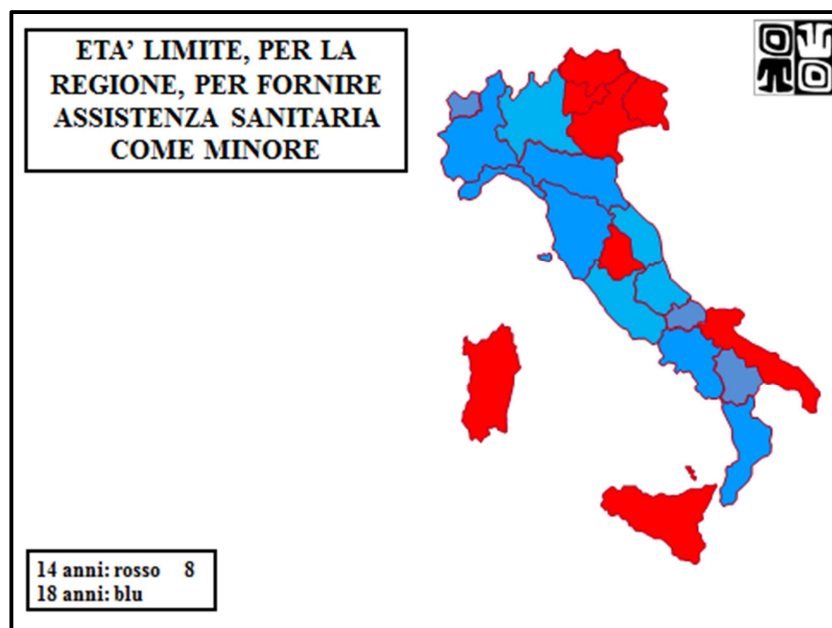 ETA’ LIMITE, PER LA
REGIONE, PER FORNIRE
ASSISTENZA SANITARIA
COME MINORE
14 anni: rosso 8
18 anni: blu